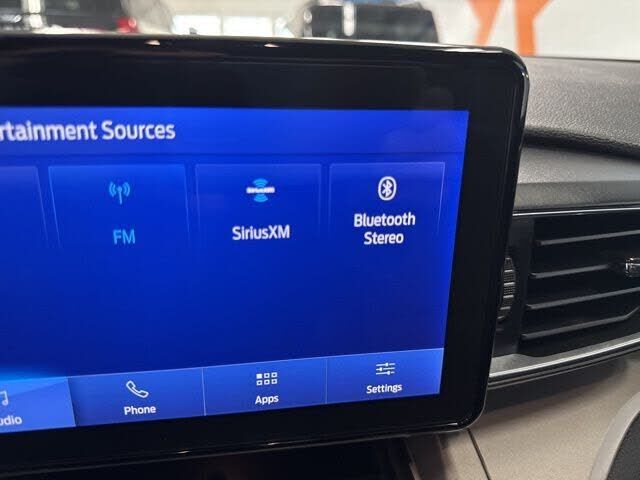 rtainment Sources
FM
SiriusXM
Bluetooth
Stereo
udio
Phone
Apps
Settings